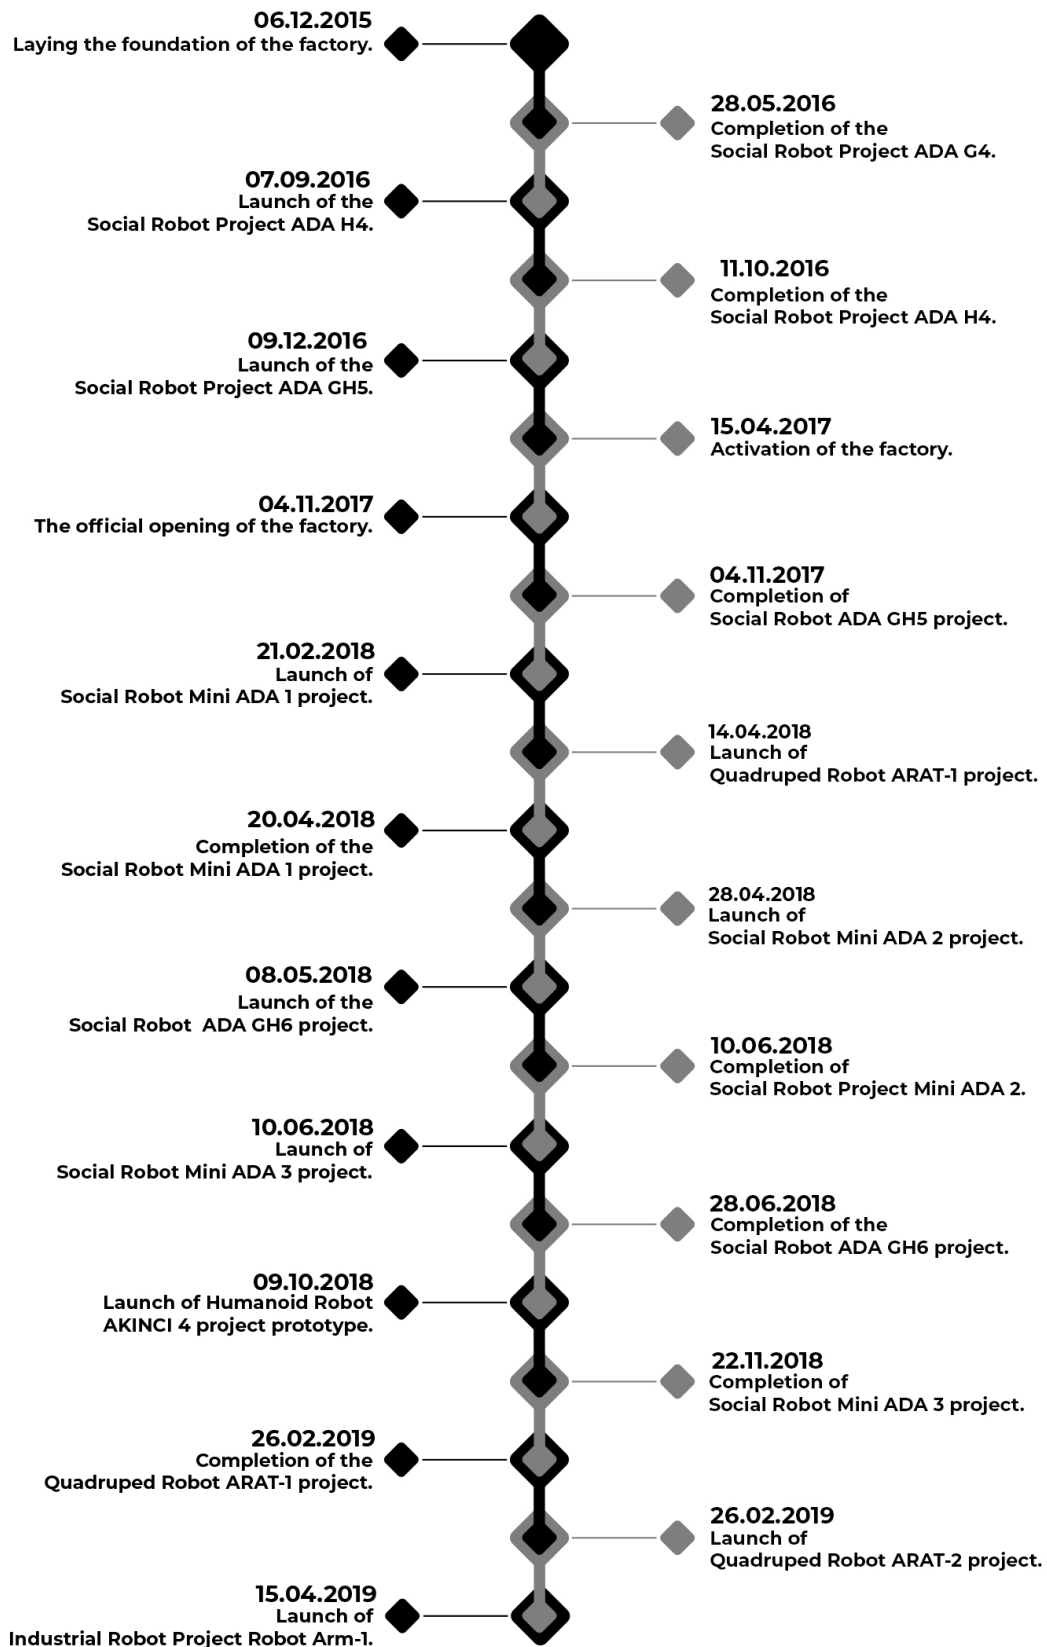 06.12.2015
Laying the foundation of the factory.
28.05.2016
Completion of the
Social Robot Project ADA G4.
07.09.2016
Launch of the
Social Robot Project ADA H4.
11.10.2016
Completion of the
Social Robot Project ADA H4.
09.12.2016
Launch of the
Social Robot Project ADA GH5.
15.04.2017
Activation of the factory.
04.11.2017
The official opening of the factory.
04.11.2017
Completion of
Social Robot ADA GH5 project.
21.02.2018
Launch of
Social Robot Mini ADA 1 project.
14.04.2018
Launch of
Quadruped Robot ARAT-1 project.
20.04.2018
Completion of the
Social Robot Mini ADA 1 project.
28.04.2018
Launch of
Social Robot Mini ADA 2 project.
08.05.2018
Launch of the
Social Robot  ADA GH6 project.
10.06.2018
Completion of
Social Robot Project Mini ADA 2.
10.06.2018
Launch of
Social Robot Mini ADA 3 project.
28.06.2018
Completion of the
Social Robot ADA GH6 project.
09.10.2018
Launch of Humanoid Robot
AKINCI 4 project prototype.
22.11.2018
Completion of
Social Robot Mini ADA 3 project.
26.02.2019
Completion of the
Quadruped Robot ARAT-1 project.
26.02.2019
Launch of
Quadruped Robot ARAT-2 project.
15.04.2019
Launch of
Industrial Robot Project Robot Arm-1.